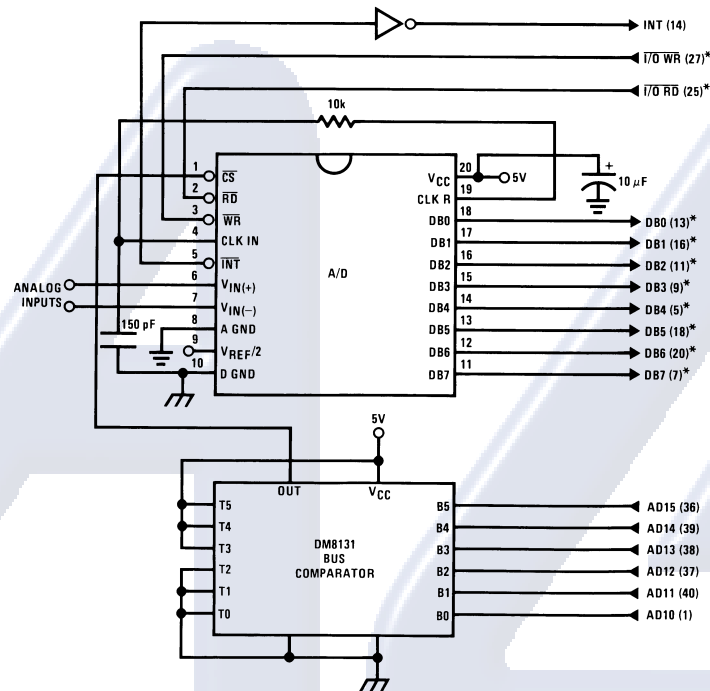 INT (14)
I/O WR (27)*
I/O RD (25)*
10k
1 CS
2 RD
3 WR
4 CLK IN
5 INT
6 VIN(+)
7 VIN(−)
8 A GND
9 VREF/2
10 D GND
A/D
20 VCC
19 CLK R
18 DB0
17 DB1
16 DB2
15 DB3
14 DB4
13 DB5
12 DB6
11 DB7
5V
+
10 μF
DB0 (13)*
DB1 (16)*
DB2 (11)*
DB3 (9)*
DB4 (5)*
DB5 (18)*
DB6 (20)*
DB7 (7)*
ANALOG
INPUTS
150 pF
5V
OUT
VCC
T5
T4
T3
T2
T1
T0
DM8131
BUS
COMPARATOR
B5
B4
B3
B2
B1
B0
AD15 (36)
AD14 (39)
AD13 (38)
AD12 (37)
AD11 (40)
AD10 (1)